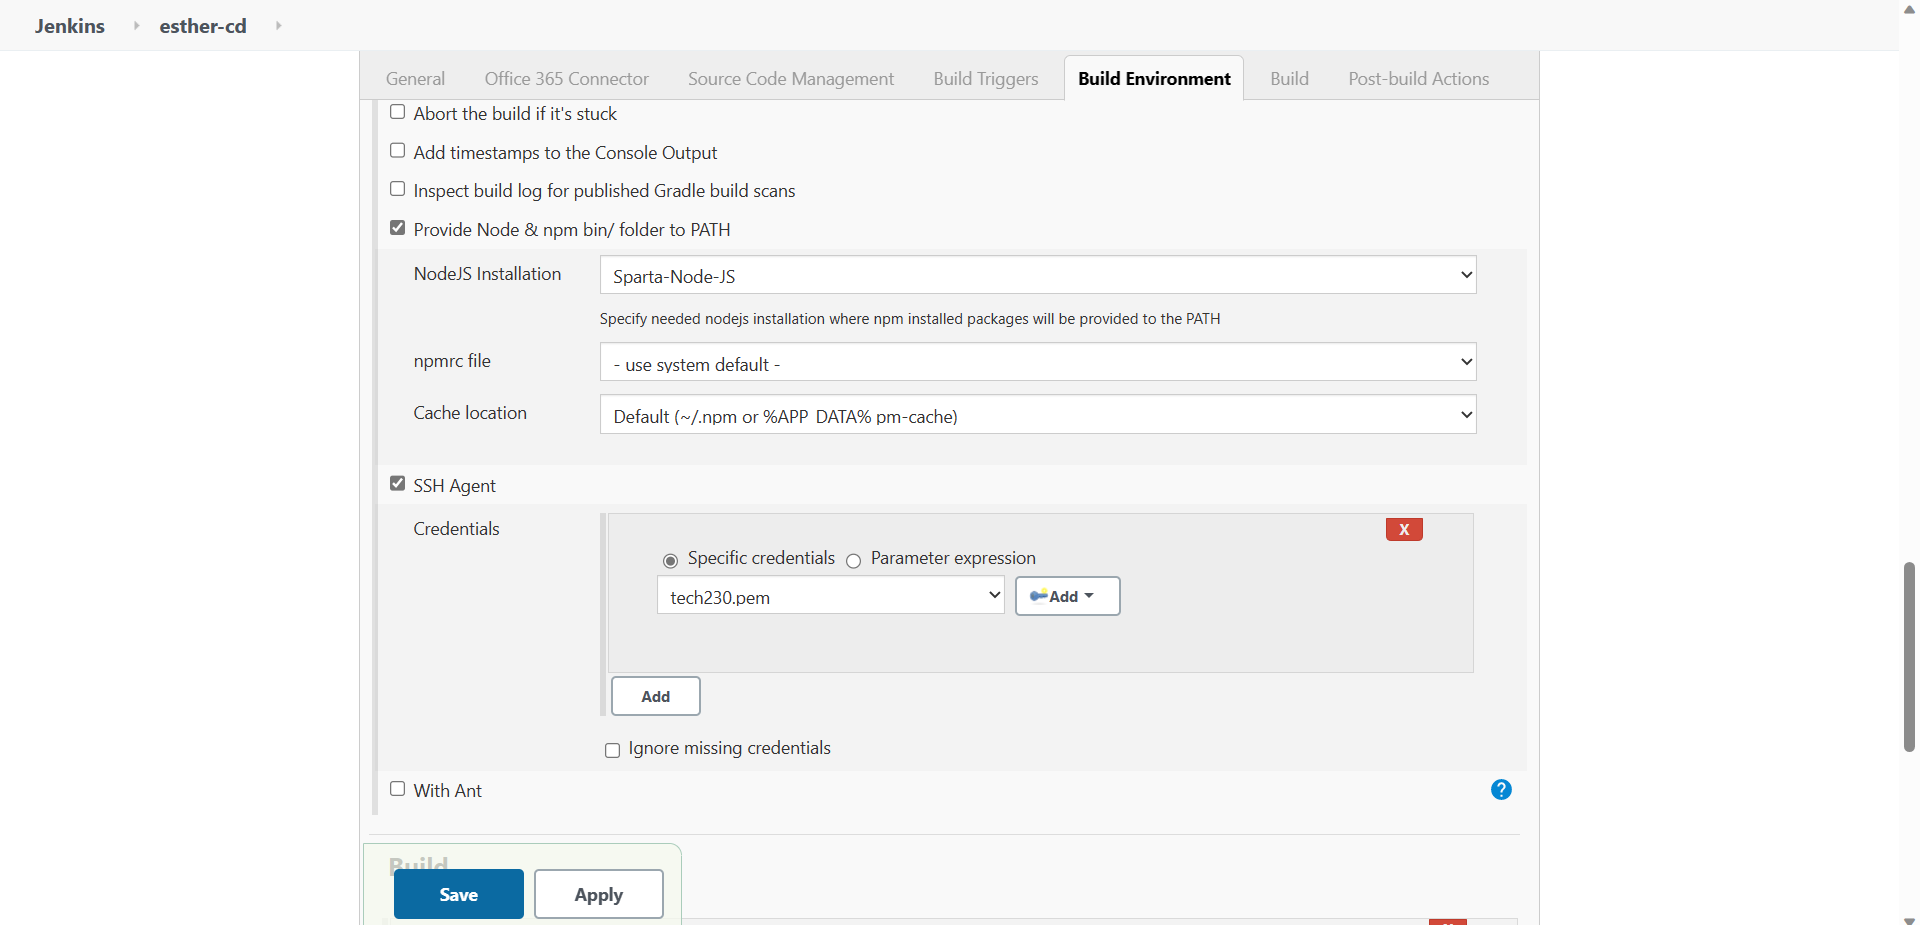 Jenkins esther-cd
General Office 365 Connector Source Code Management Build Triggers Build Environment Build Post-build Actions
Abort the build if it's stuck
Add timestamps to the Console Output
Inspect build log for published Gradle build scans
Provide Node & npm bin/ folder to PATH
NodeJS Installation Sparta-Node-JS
Specify needed nodejs installation where npm installed packages will be provided to the PATH
npmrc file - use system default -
Cache location Default (~/.npm or %APP_DATA% pm-cache)
SSH Agent
Credentials X
Specific credentials Parameter expression
tech230.pem Add
Add
Ignore missing credentials
With Ant ?
Build
Save Apply